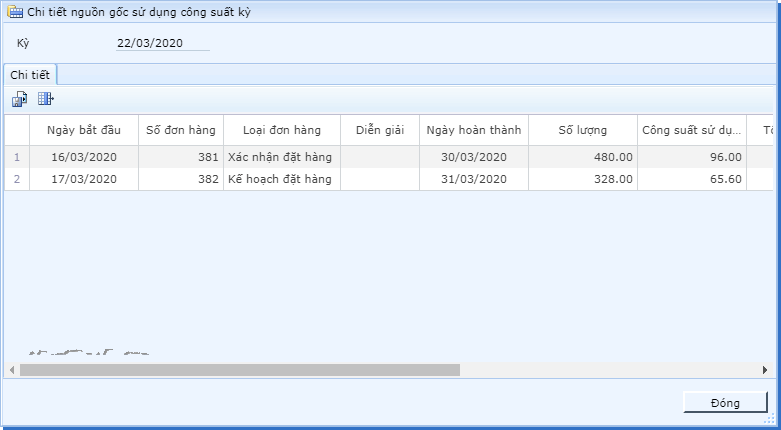 Chi tiết nguồn gốc sử dụng công suất kỳ
Kỳ 22/03/2020
Chi tiết
Ngày bắt đầu Số đơn hàng Loại đơn hàng Diễn giải Ngày hoàn thành Số lượng Công suất sử dụ...
1 16/03/2020 381 Xác nhận đặt hàng 30/03/2020 480.00 96.00
2 17/03/2020 382 Kế hoạch đặt hàng 31/03/2020 328.00 65.60
Đóng